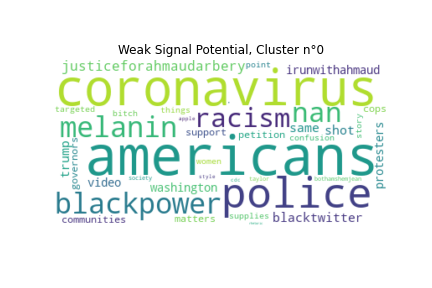 Weak Signal Potential, Cluster n°0
justiceforahmaudarbery point irunwithahmaud
coronavirus
targeted bitch things apple racism nan cops
melanin support petition same shot story
confusion
trump governors americans protesters
women
video society washington style cdc taylor bothamshemjean
blackpower police
communities matters supplies blacktwitter